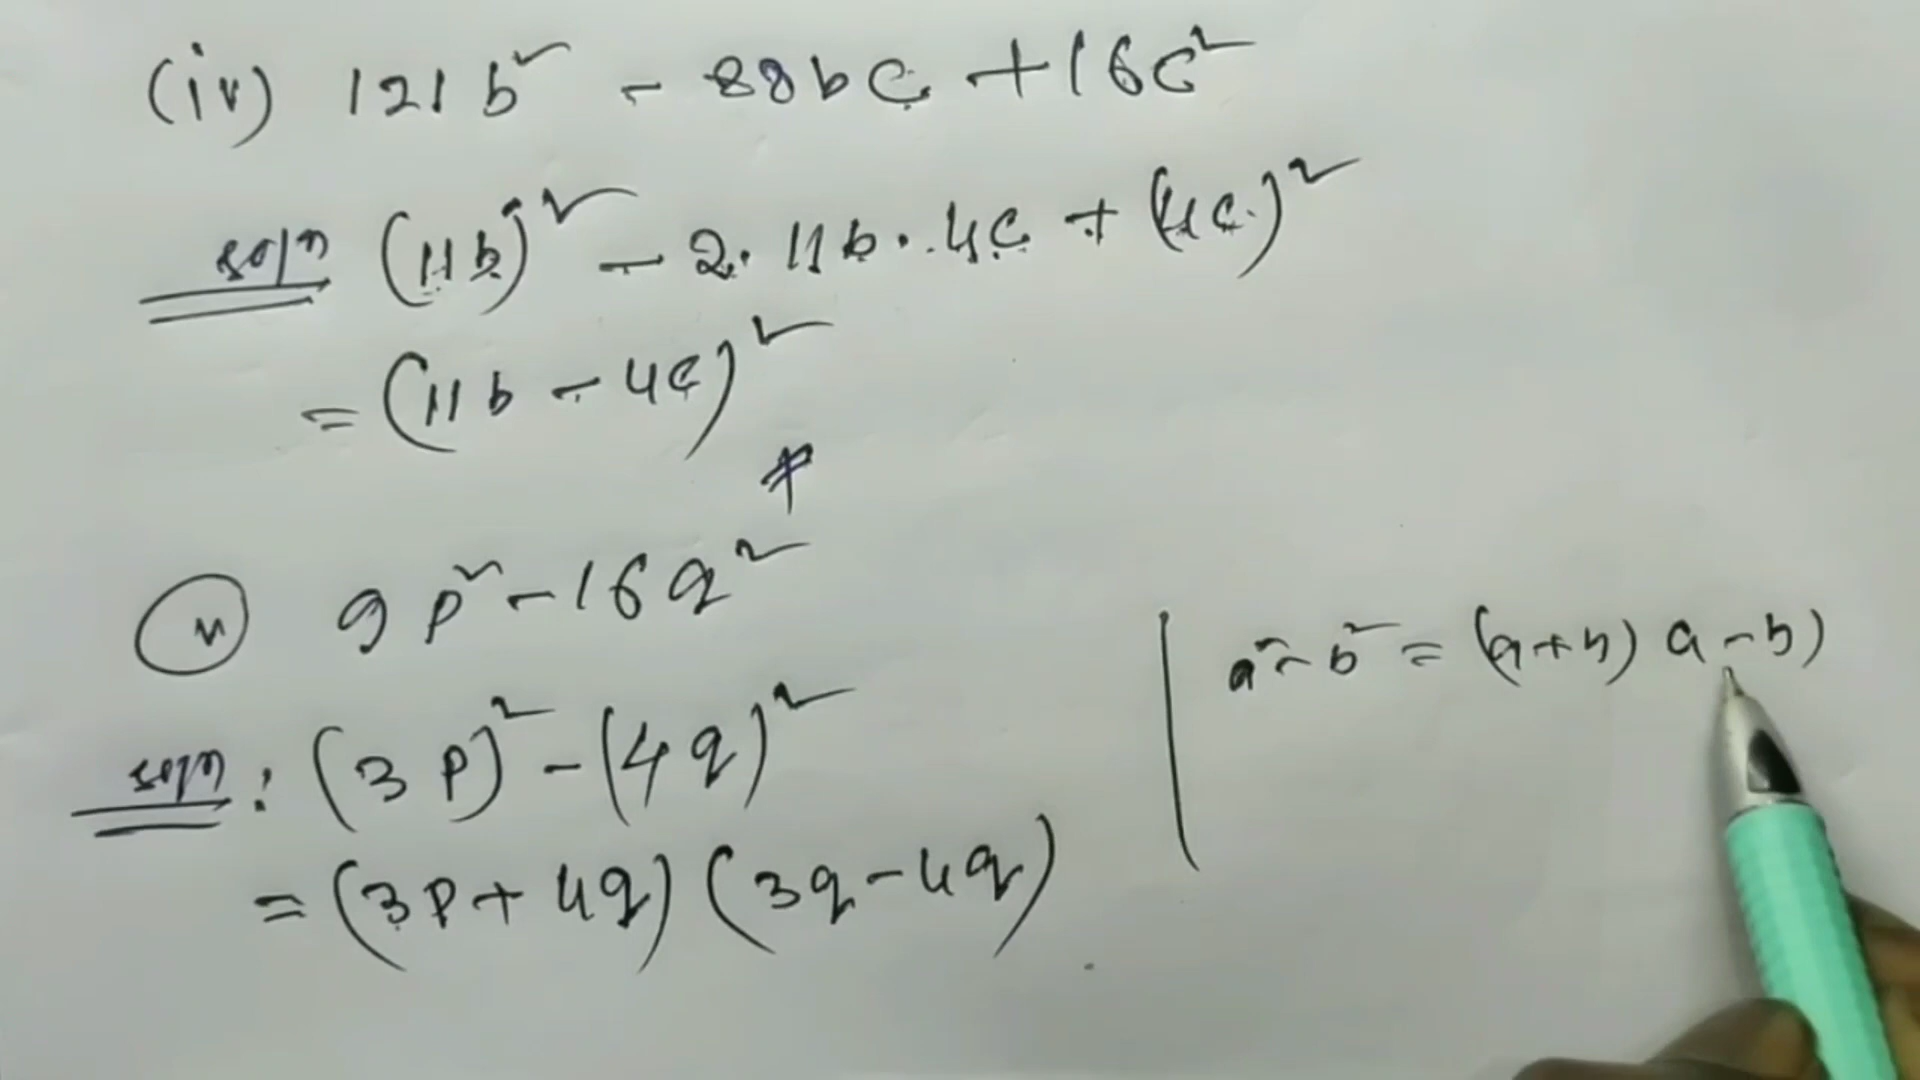 (iv) 121b² - 88bc + 16c²
soln (11b)² - 2. 11b . 4c + (4c)²
= (11b - 4c)²
(v) 9p² - 16q²
soln : (3p)² - (4q)²
= (3p + 4q) (3q - 4q)
a² - b² = (a+b) a - b)